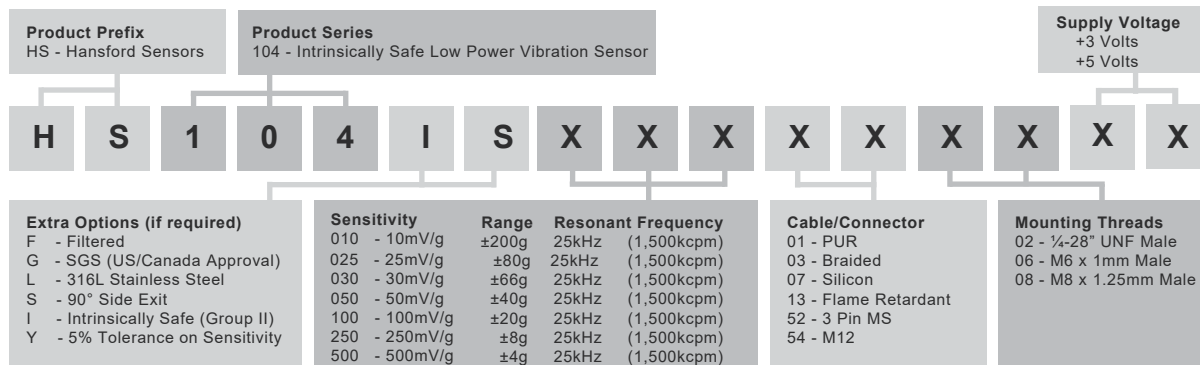 Product Prefix
HS - Hansford Sensors
Product Series
104 - Intrinsically Safe Low Power Vibration Sensor
Supply Voltage
+3 Volts
+5 Volts
H S 1 0 4 I S X X X X X X X X X
Extra Options (if required)
F - Filtered
G - SGS (US/Canada Approval)
L - 316L Stainless Steel
S - 90° Side Exit
I - Intrinsically Safe (Group II)
Y - 5% Tolerance on Sensitivity
Sensitivity Range Resonant Frequency
010 - 10mV/g ±200g 25kHz (1,500kcpm)
025 - 25mV/g ±80g 25kHz (1,500kcpm)
030 - 30mV/g ±66g 25kHz (1,500kcpm)
050 - 50mV/g ±40g 25kHz (1,500kcpm)
100 - 100mV/g ±20g 25kHz (1,500kcpm)
250 - 250mV/g ±8g 25kHz (1,500kcpm)
500 - 500mV/g ±4g 25kHz (1,500kcpm)
Cable/Connector
01 - PUR
03 - Braided
07 - Silicon
13 - Flame Retardant
52 - 3 Pin MS
54 - M12
Mounting Threads
02 - ¼-28” UNF Male
06 - M6 x 1mm Male
08 - M8 x 1.25mm Male